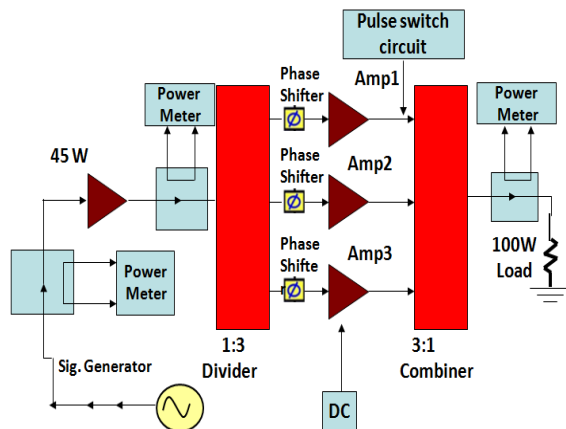 Pulse switch
circuit
Phase
Shifter
Amp1
Power
Meter
Power
Meter
45 W
Phase
Shifter
Amp2
Phase
Shifte
Amp3
100W
Load
Power
Meter
1:3
Divider
3:1
Combiner
Sig. Generator
DC